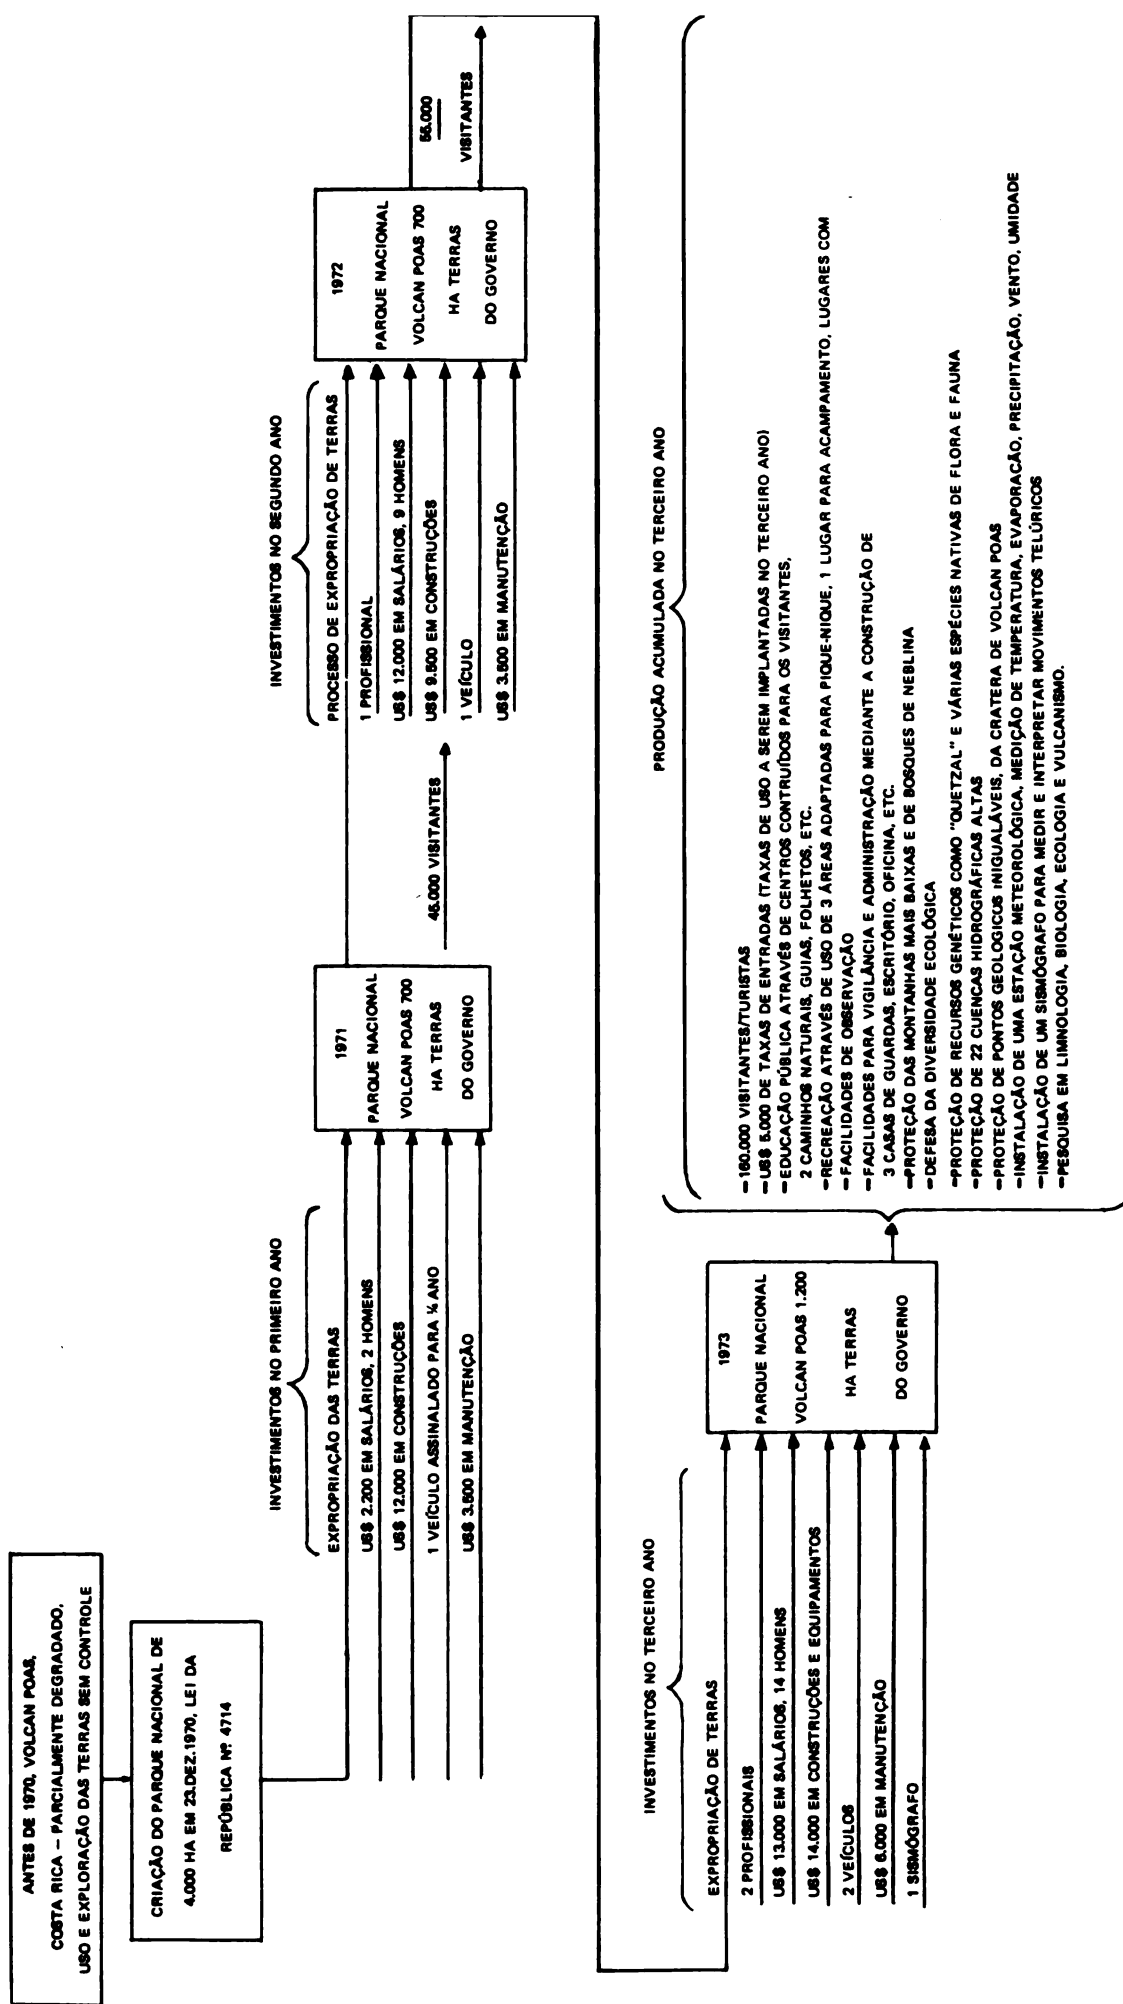 ANTES DE 1970, VOLCAN POAS,
COSTA RICA – PARCIALMENTE DEGRADADO.
USO E EXPLORAÇÃO DAS TERRAS SEM CONTROLE
CRIAÇÃO DO PARQUE NACIONAL DE
4.000 HA EM 23.DEZ.1970, LEI DA
REPÚBLICA Nº 4714
INVESTIMENTOS NO PRIMEIRO ANO
EXPROPRIAÇÃO DAS TERRAS
US$ 2.200 EM SALÁRIOS, 2 HOMENS
US$ 12.000 EM CONSTRUÇÕES
1 VEÍCULO ASSINALADO PARA ¼ ANO
US$ 3.500 EM MANUTENÇÃO
1971
PARQUE NACIONAL
VOLCAN POAS 700
HA TERRAS
DO GOVERNO
45.000 VISITANTES
INVESTIMENTOS NO SEGUNDO ANO
PROCESSO DE EXPROPRIAÇÃO DE TERRAS
1 PROFISSIONAL
US$ 12.000 EM SALÁRIOS, 9 HOMENS
US$ 9.500 EM CONSTRUÇÕES
1 VEÍCULO
US$ 3.500 EM MANUTENÇÃO
1972
PARQUE NACIONAL
VOLCAN POAS 700
HA TERRAS
DO GOVERNO
56.000
VISITANTES
INVESTIMENTOS NO TERCEIRO ANO
EXPROPRIAÇÃO DE TERRAS
2 PROFISSIONAIS
US$ 13.000 EM SALÁRIOS, 14 HOMENS
US$ 14.000 EM CONSTRUÇÕES E EQUIPAMENTOS
2 VEÍCULOS
US$ 6.000 EM MANUTENÇÃO
1 SISMÓGRAFO
1973
PARQUE NACIONAL
VOLCAN POAS 1.200
HA TERRAS
DO GOVERNO
PRODUÇÃO ACUMULADA NO TERCEIRO ANO
–160.000 VISITANTES/TURISTAS
–US$ 5.000 DE TAXAS DE ENTRADAS (TAXAS DE USO A SEREM IMPLANTADAS NO TERCEIRO ANO)
–EDUCAÇÃO PÚBLICA ATRAVÉS DE CENTROS CONTRUÍDOS PARA OS VISITANTES,
2 CAMINHOS NATURAIS, GUIAS, FOLHETOS, ETC.
–RECREAÇÃO ATRAVÉS DE USO DE 3 ÁREAS ADAPTADAS PARA PIQUE-NIQUE, 1 LUGAR PARA ACAMPAMENTO, LUGARES COM
–FACILIDADES DE OBSERVAÇÃO
–FACILIDADES PARA VIGILÂNCIA E ADMINISTRAÇÃO MEDIANTE A CONSTRUÇÃO DE
3 CASAS DE GUARDAS, ESCRITÓRIO, OFICINA, ETC.
–PROTEÇÃO DAS MONTANHAS MAIS BAIXAS E DE BOSQUES DE NEBLINA
–DEFESA DA DIVERSIDADE ECOLÓGICA
–PROTEÇÃO DE RECURSOS GENÉTICOS COMO "QUETZAL" E VÁRIAS ESPÉCIES NATIVAS DE FLORA E FAUNA
–PROTEÇÃO DE 22 CUENCAS HIDROGRÁFICAS ALTAS
–PROTEÇÃO DE PONTOS GEOLOGICOS INIGUALÁVEIS, DA CRATERA DE VOLCAN POAS
–INSTALAÇÃO DE UMA ESTAÇÃO METEOROLÓGICA, MEDIÇÃO DE TEMPERATURA, EVAPORAÇÃO, PRECIPITAÇÃO, VENTO, UMIDADE
–INSTALAÇÃO DE UM SISMÓGRAFO PARA MEDIR E INTERPRETAR MOVIMENTOS TELÚRICOS
–PESQUISA EM LIMNOLOGIA, BIOLOGIA, ECOLOGIA E VULCANISMO.